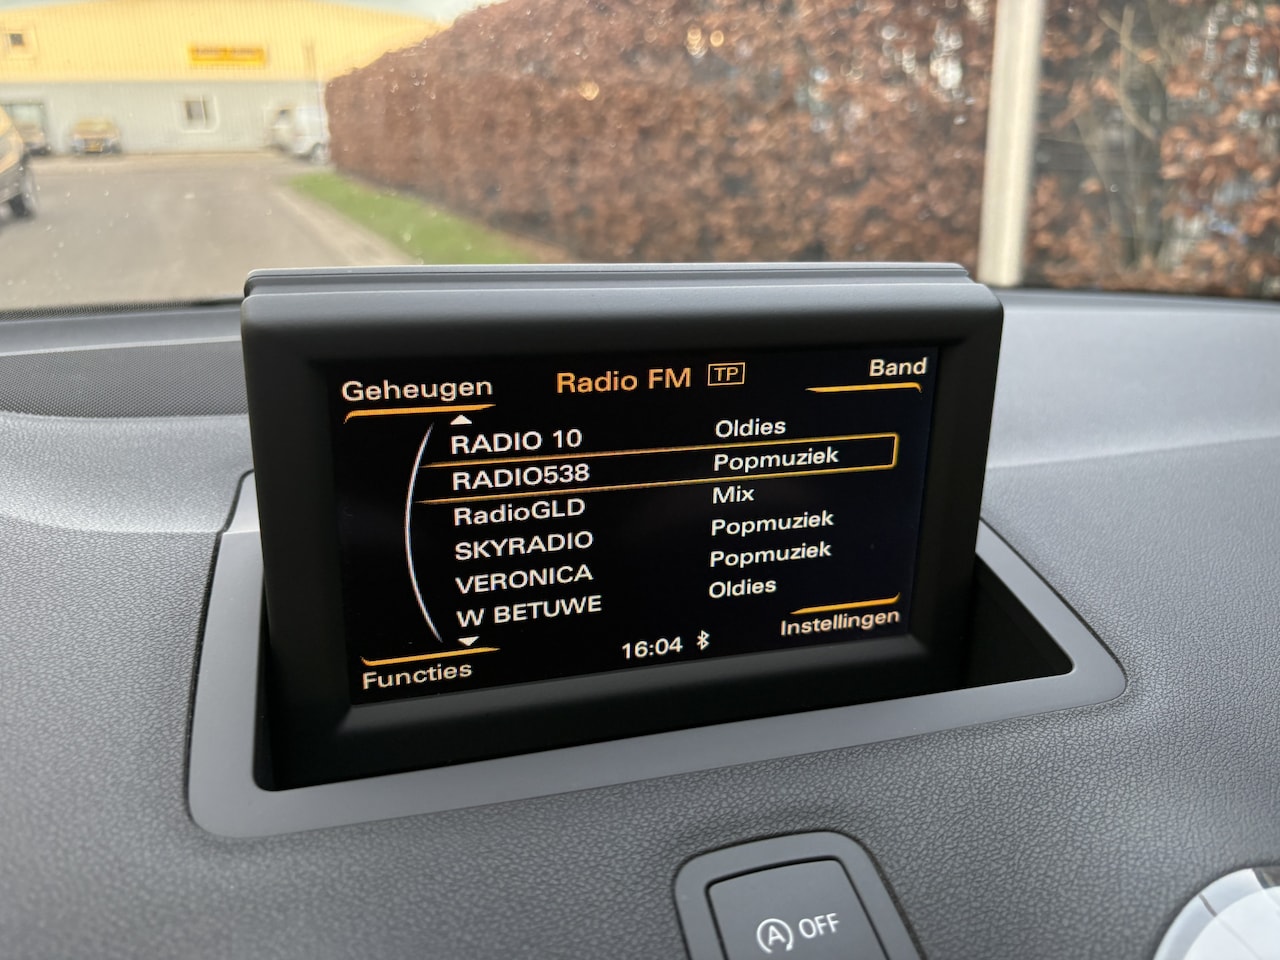 Geheugen Radio FM TP Band
RADIO 10 Oldies
RADIO538 Popmuziek
RadioGLD Mix
SKYRADIO Popmuziek
VERONICA Popmuziek
W BETUWE Oldies
Functies 16:04 Instellingen
A OFF